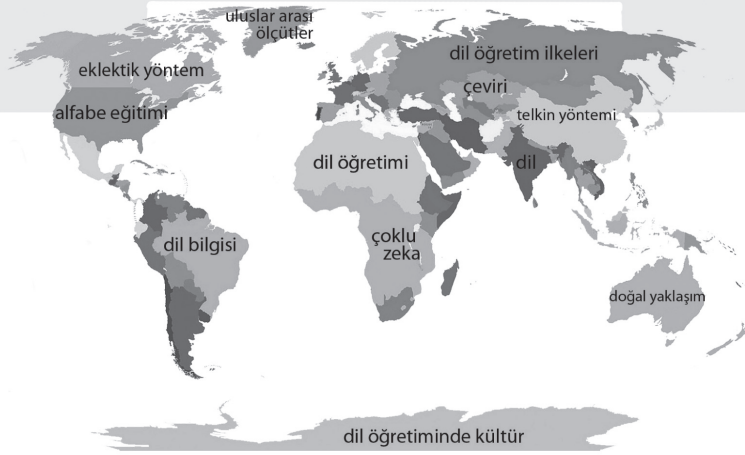 uluslar arası
ölçütler
eklektik yöntem
dil öğretim ilkeleri
çeviri
alfabe eğitimi
telkin yöntemi
dil öğretimi
dil
dil bilgisi
çoklu
zeka
doğal yaklaşım
dil öğretiminde kültür